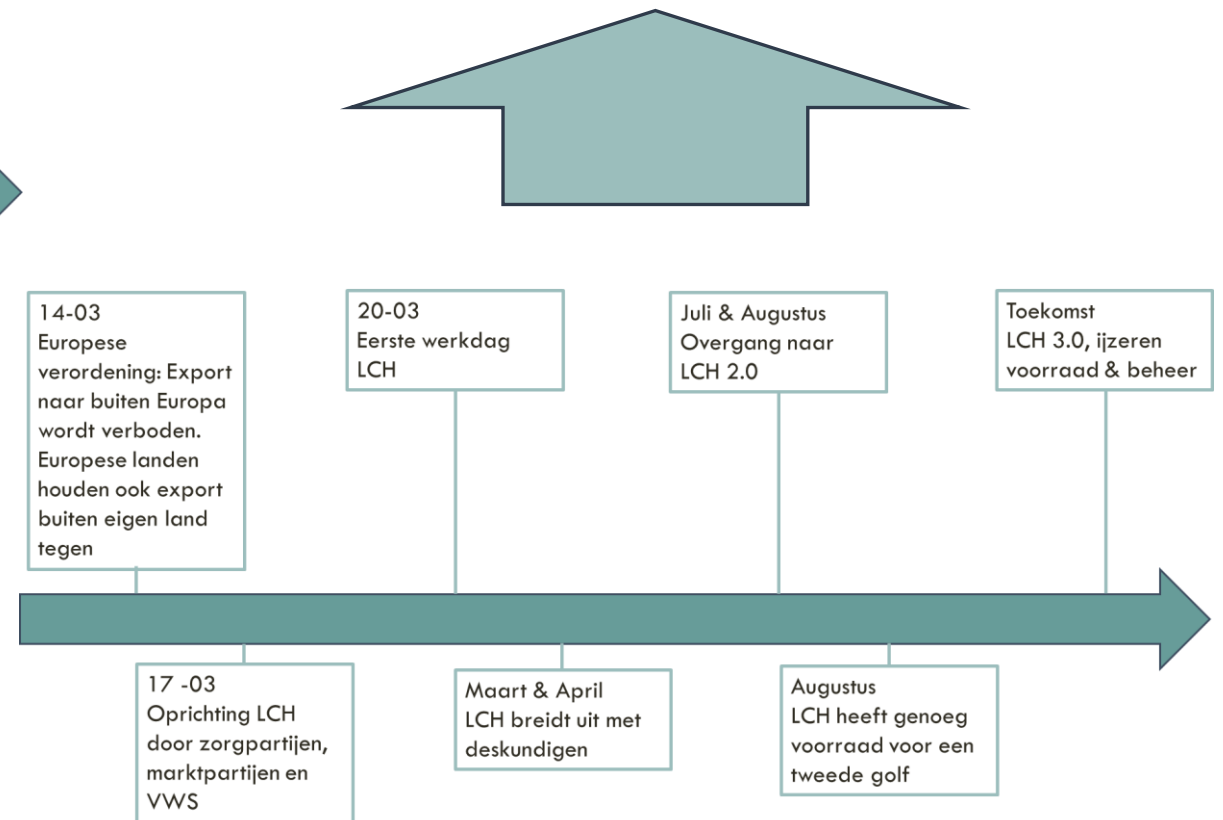 14-03
Europese
verordening: Export
naar buiten Europa
wordt verboden.
Europese landen
houden ook export
buiten eigen land
tegen
17 -03
Oprichting LCH
door zorgpartijen,
marktpartijen en
VWS
20-03
Eerste werkdag
LCH
Maart & April
LCH breidt uit met
deskundigen
Juli & Augustus
Overgang naar
LCH 2.0
Augustus
LCH heeft genoeg
voorraad voor een
tweede golf
Toekomst
LCH 3.0, ijzeren
voorraad & beheer